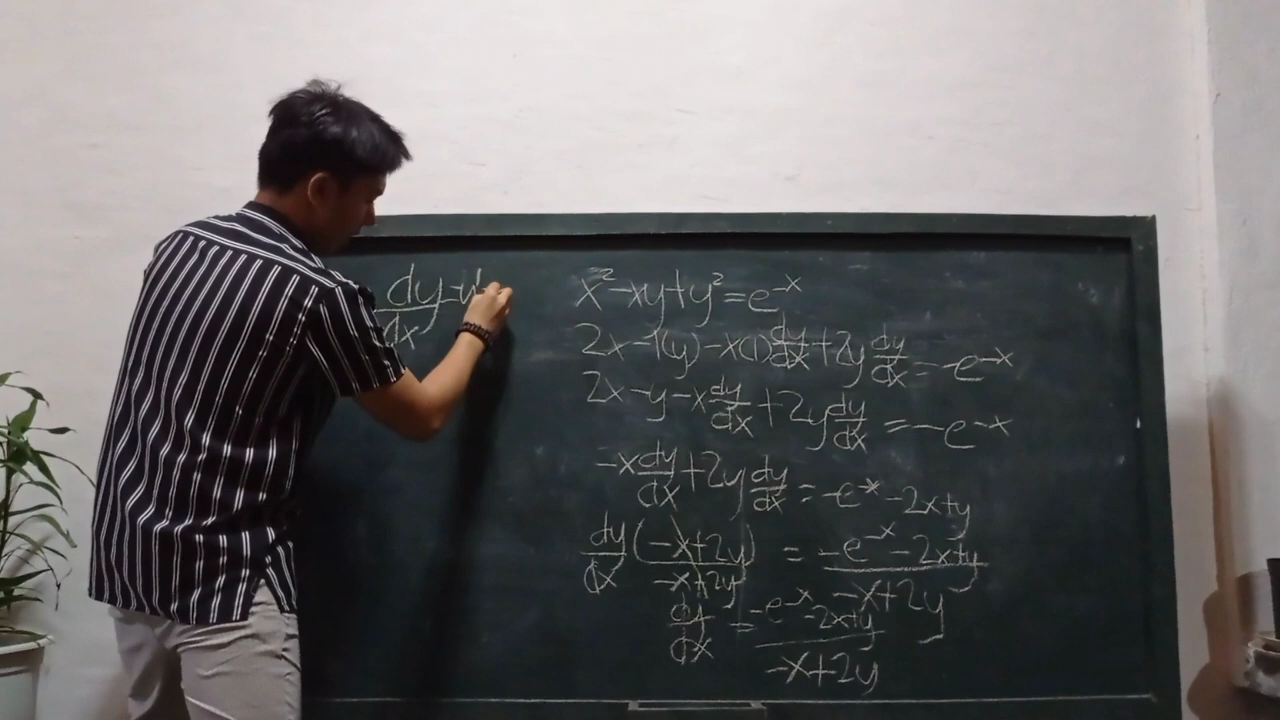 dy/dx = y'
x² - xy + y² = e^-x
2x - 1(y) - x(1) dy/dx + 2y dy/dx = -e^-x
2x - y - x dy/dx + 2y dy/dx = -e^-x
-x dy/dx + 2y dy/dx = -e^-x - 2x + y
dy/dx (-x+2y)/(-x+2y) = (-e^-x - 2x + y)/(-x+2y)
dy/dx = (-e^-x - 2x + y)/(-x+2y)